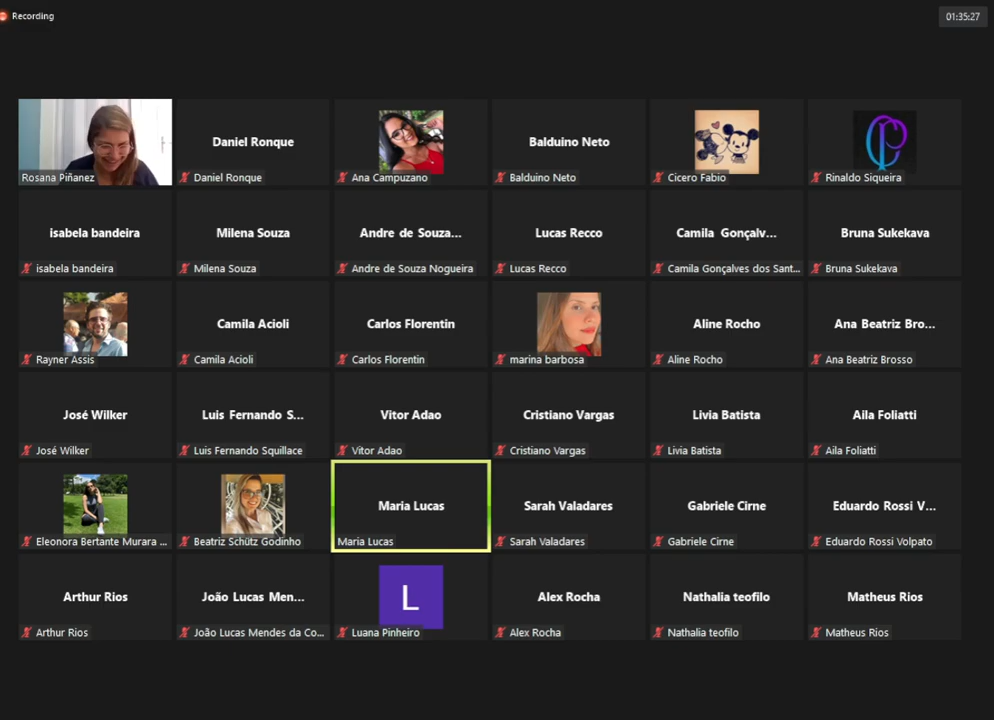 Recording
01:35:27
Rosana Piñanez
Daniel Ronque
Daniel Ronque
Ana Campuzano
Balduino Neto
Balduino Neto
Cicero Fabio
Rinaldo Siqueira
isabela bandeira
isabela bandeira
Milena Souza
Milena Souza
Andre de Souza...
Andre de Souza Nogueira
Lucas Recco
Lucas Recco
Camila Gonçalv...
Camila Gonçalves dos Sant...
Bruna Sukekava
Bruna Sukekava
Rayner Assis
Camila Acioli
Camila Acioli
Carlos Florentin
Carlos Florentin
marina barbosa
Aline Rocho
Aline Rocho
Ana Beatriz Bro...
Ana Beatriz Brosso
José Wilker
José Wilker
Luis Fernando S...
Luis Fernando Squillace
Vitor Adao
Vitor Adao
Cristiano Vargas
Cristiano Vargas
Livia Batista
Livia Batista
Aila Foliatti
Aila Foliatti
Eleonora Bertante Murara ...
Beatriz Schütz Godinho
Maria Lucas
Maria Lucas
Sarah Valadares
Sarah Valadares
Gabriele Cirne
Gabriele Cirne
Eduardo Rossi V...
Eduardo Rossi Volpato
Arthur Rios
Arthur Rios
João Lucas Men...
João Lucas Mendes da Co...
L
Luana Pinheiro
Alex Rocha
Alex Rocha
Nathalia teofilo
Nathalia teofilo
Matheus Rios
Matheus Rios